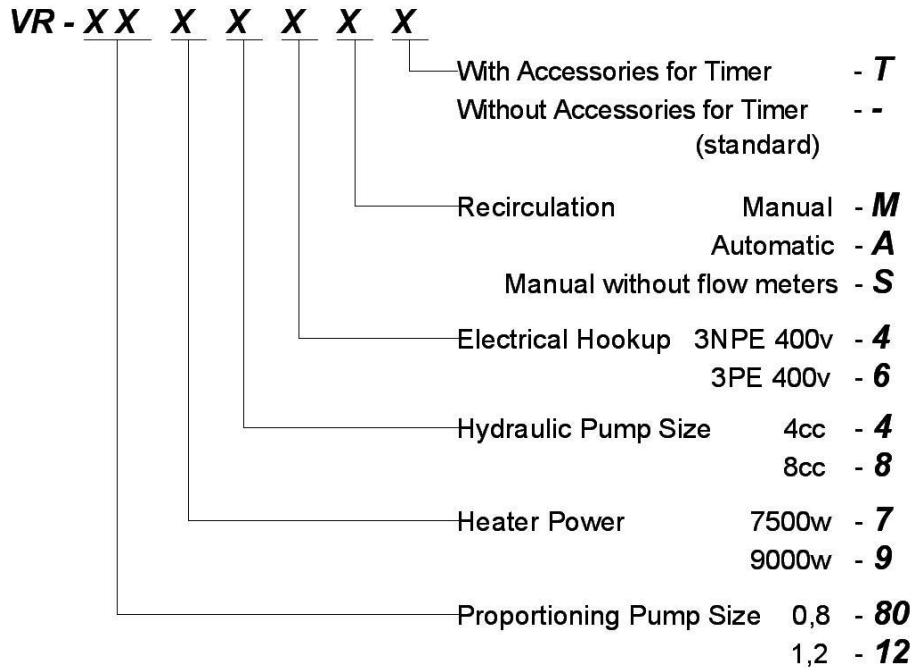 VR - XX X X X X X
With Accessories for Timer - T
Without Accessories for Timer - -
(standard)
Recirculation Manual - M
Automatic - A
Manual without flow meters - S
Electrical Hookup 3NPE 400v - 4
3PE 400v - 6
Hydraulic Pump Size 4cc - 4
8cc - 8
Heater Power 7500w - 7
9000w - 9
Proportioning Pump Size 0,8 - 80
1,2 - 12